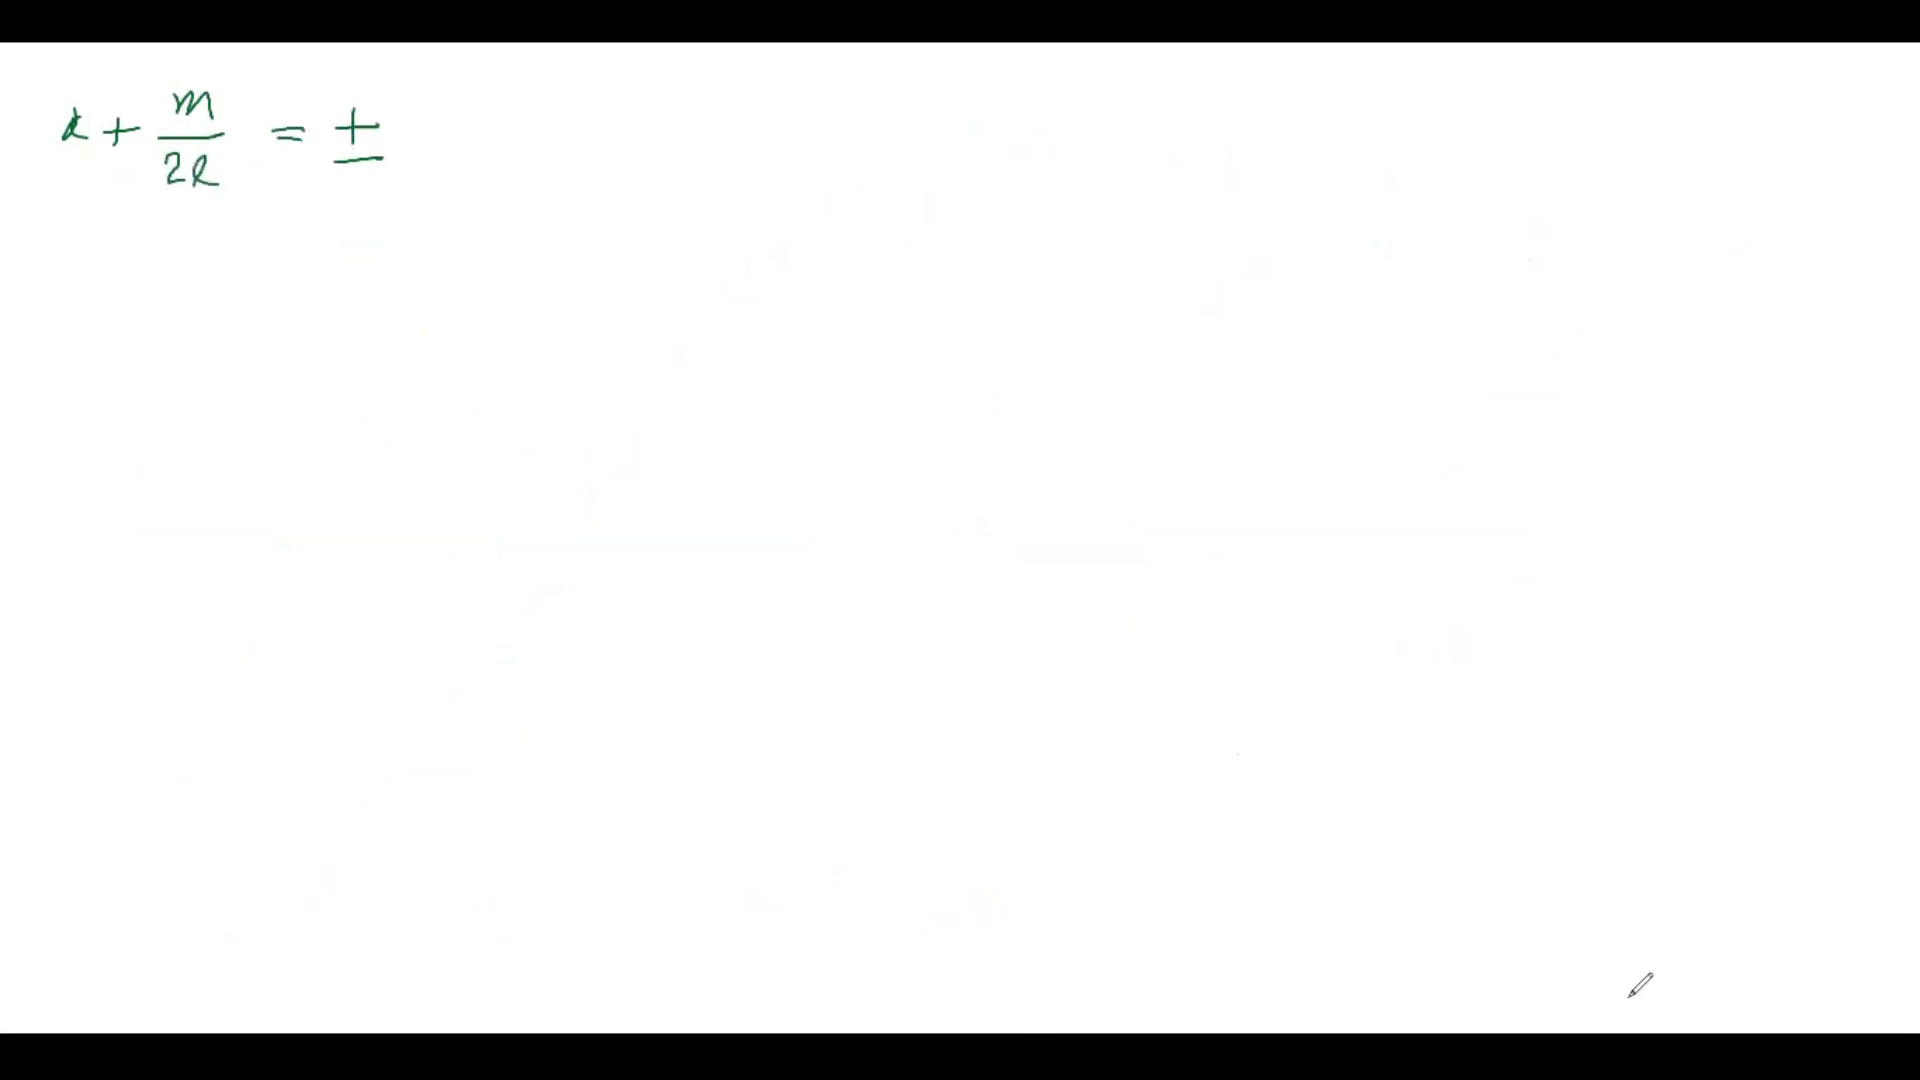 x + m/2l = ±